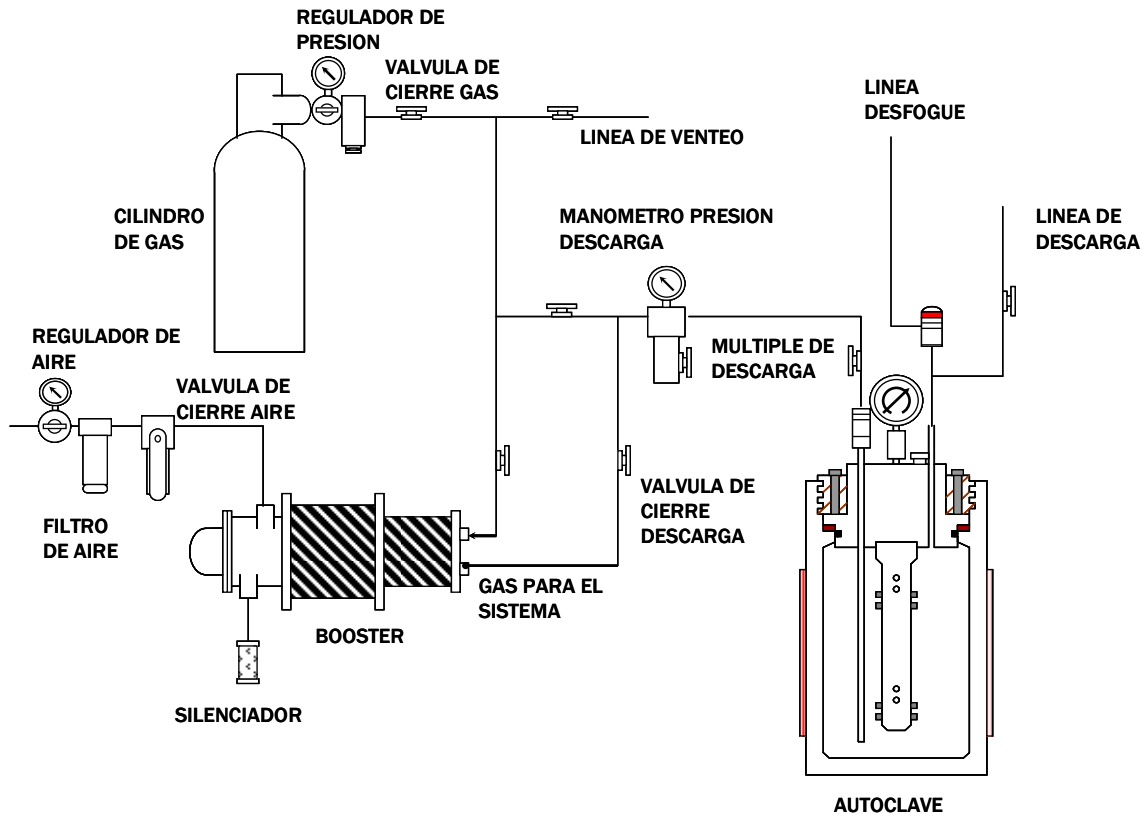 REGULADOR DE
PRESION
VALVULA DE
CIERRE GAS
LINEA DE VENTEO
LINEA
DESFOGUE
CILINDRO
DE GAS
MANOMETRO PRESION
DESCARGA
LINEA DE
DESCARGA
REGULADOR DE
AIRE
VALVULA DE
CIERRE AIRE
MULTIPLE DE
DESCARGA
FILTRO
DE AIRE
VALVULA DE
CIERRE
DESCARGA
GAS PARA EL
SISTEMA
BOOSTER
SILENCIADOR
AUTOCLAVE